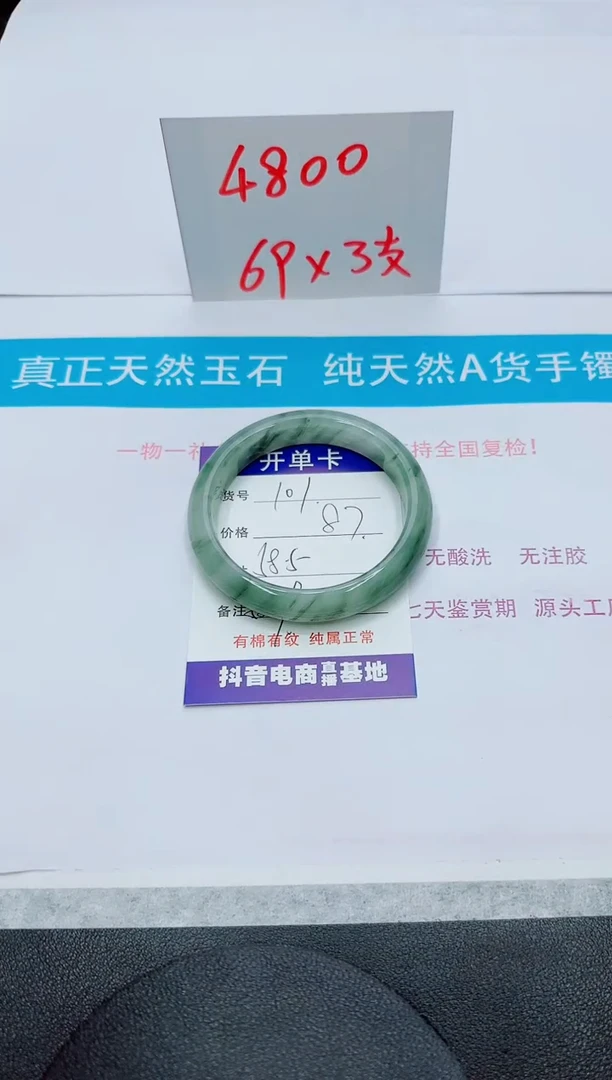 4800
69x3支
真正天然玉石 纯天然A货手镯
一物一
持全国复检!
开单卡
货号 101
价格 87
18.5
无酸洗 无注胶
备注
七天鉴赏期 源头工厂
有棉有纹 纯属正常
抖音电商直播基地